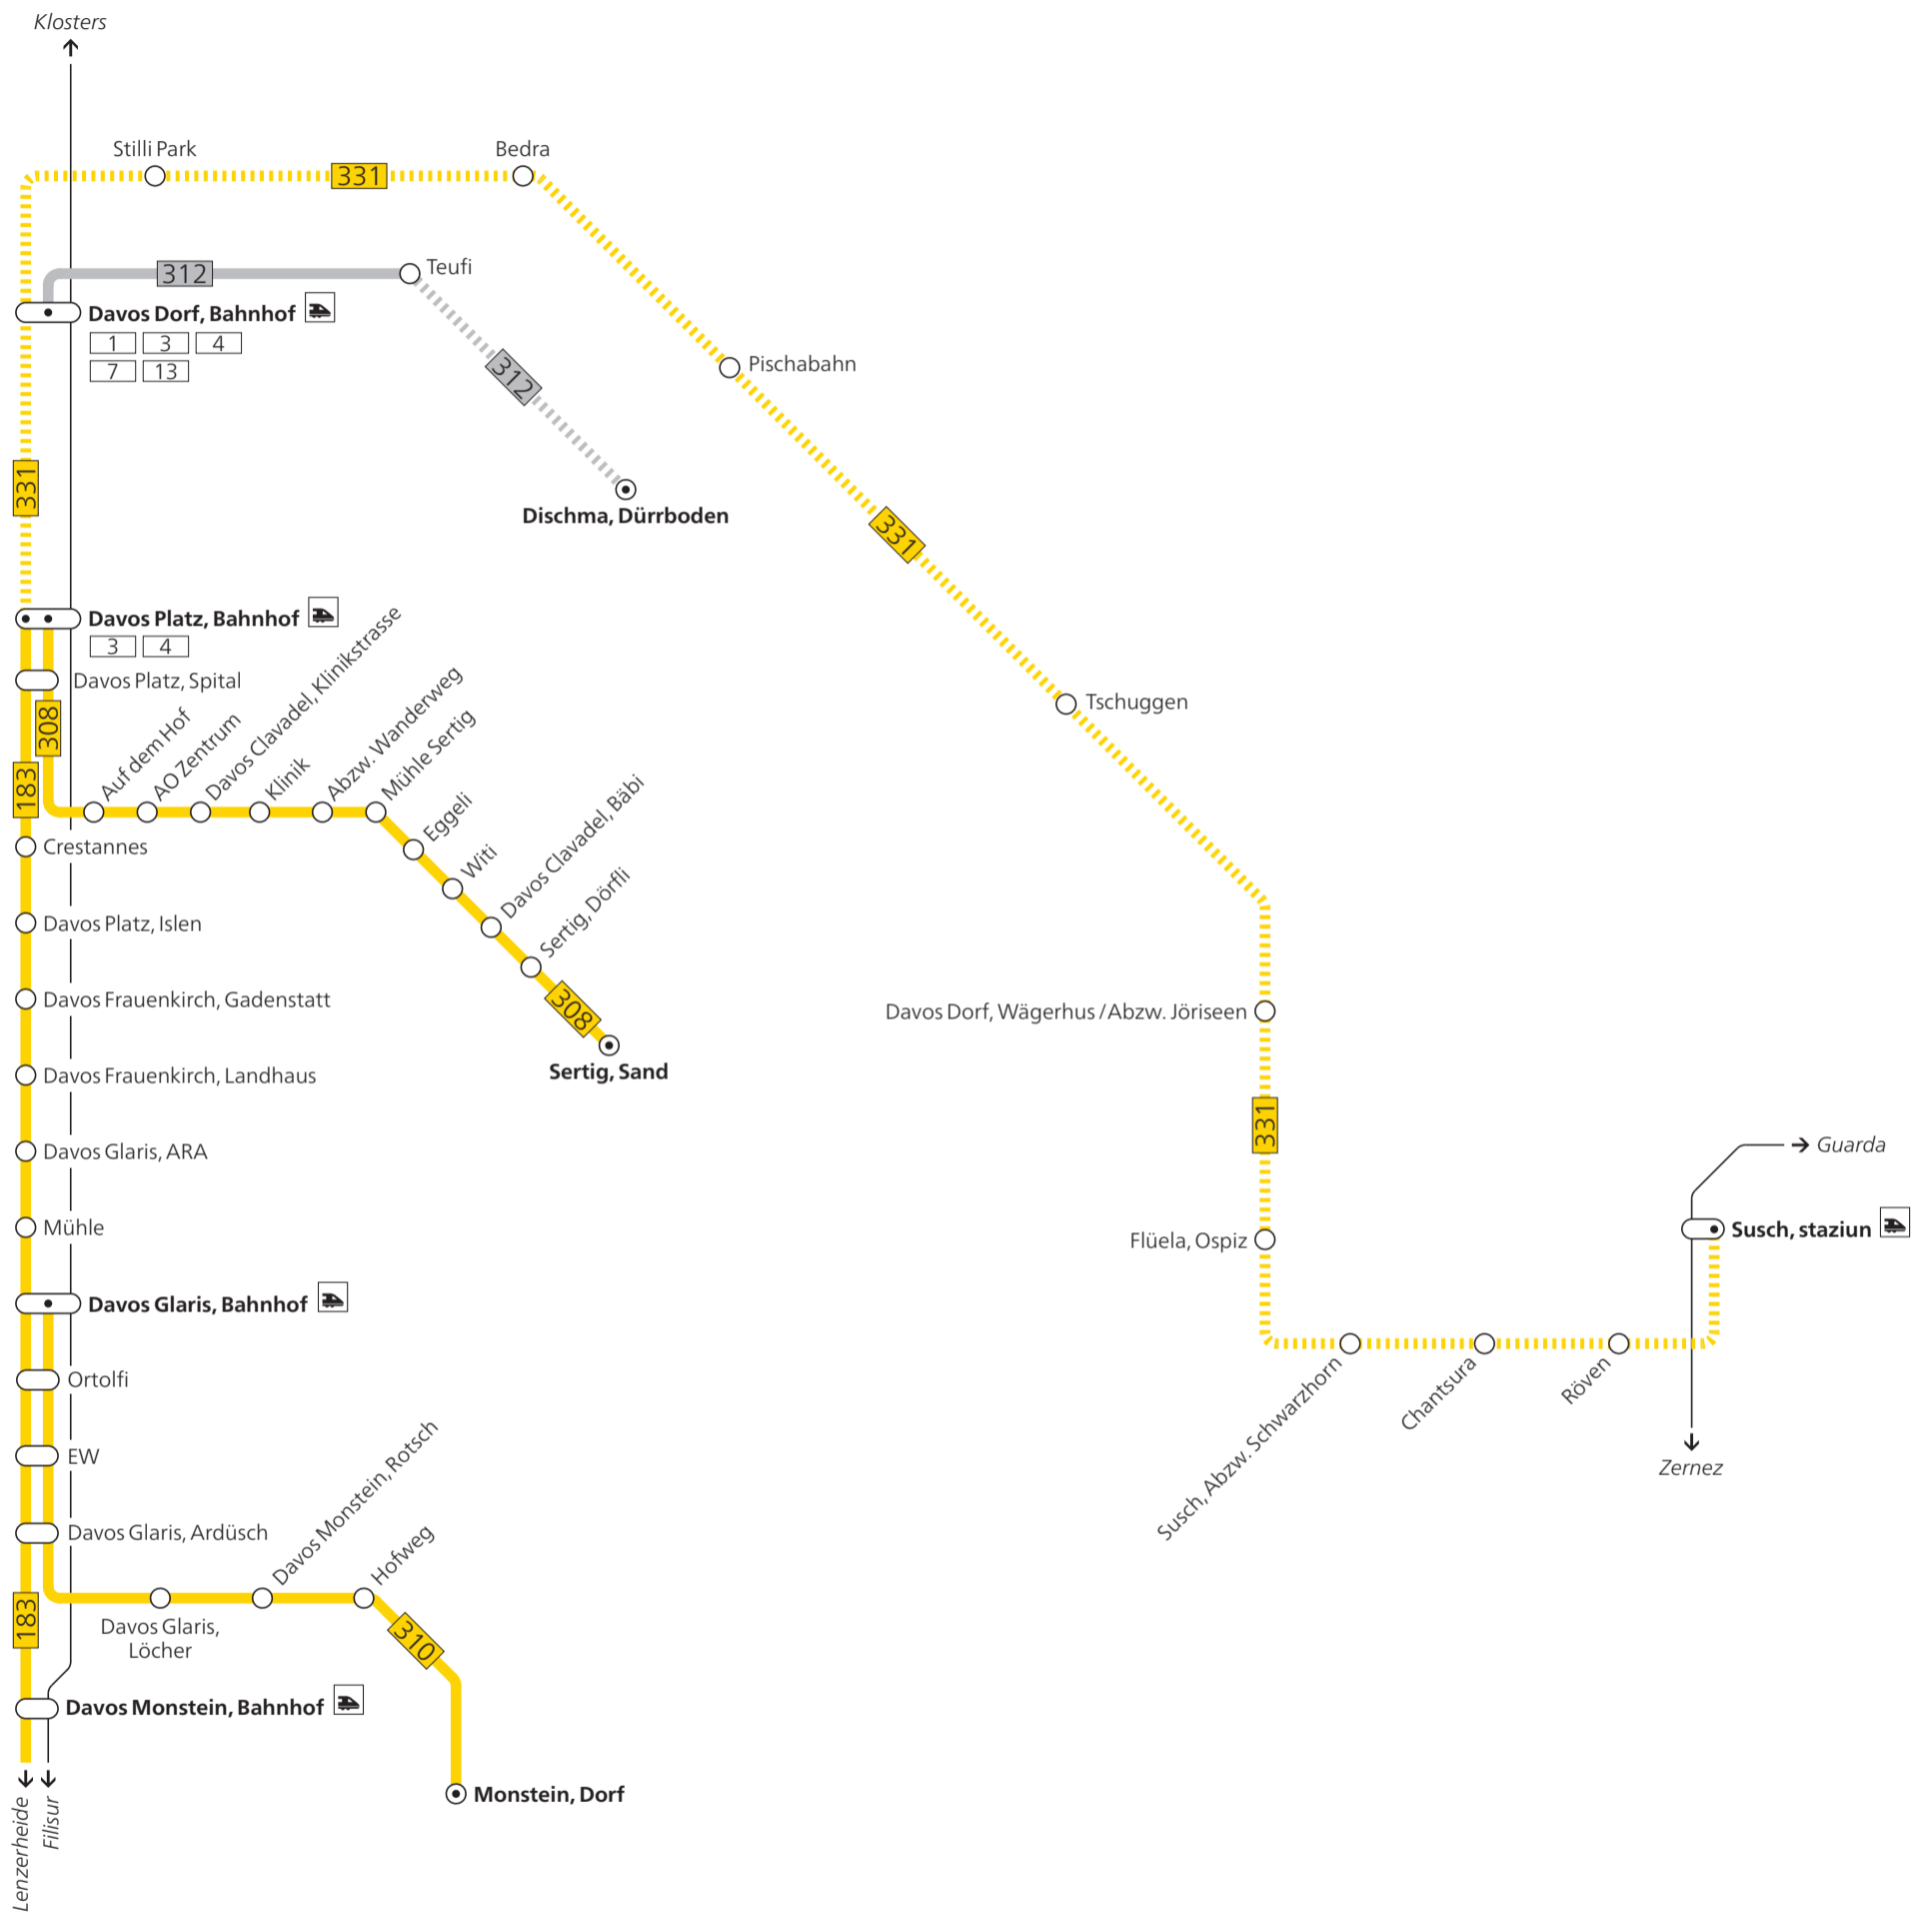 Klosters
Stilli Park
331
Bedra
312
Teufi
Davos Dorf, Bahnhof
1 3 4
7 13
312
Pischabahn
331
Dischma, Dürrboden
331
Davos Platz, Bahnhof
3 4
Davos Platz, Spital
308
183
Auf dem Hof
AO Zentrum
Davos Clavadel, Klinikstrasse
Klinik
Abzw. Wanderweg
Mühle Sertig
Eggeli
Witi
Davos Clavadel, Bäbi
Sertig, Dörfli
308
Sertig, Sand
Tschuggen
Crestannes
Davos Platz, Islen
Davos Frauenkirch, Gadenstatt
Davos Dorf, Wägerhus / Abzw. Jöriseen
Davos Frauenkirch, Landhaus
331
Davos Glaris, ARA
Guarda
Mühle
Flüela, Ospiz
Susch, staziun
Davos Glaris, Bahnhof
Ortolfi
Susch, Abzw. Schwarzhorn
Chantsura
Röven
EW
Zernez
Davos Glaris, Ardüsch
Davos Monstein, Rotsch
Hofweg
183
Davos Glaris,
Löcher
310
Davos Monstein, Bahnhof
Monstein, Dorf
Lenzerheide
Filisur